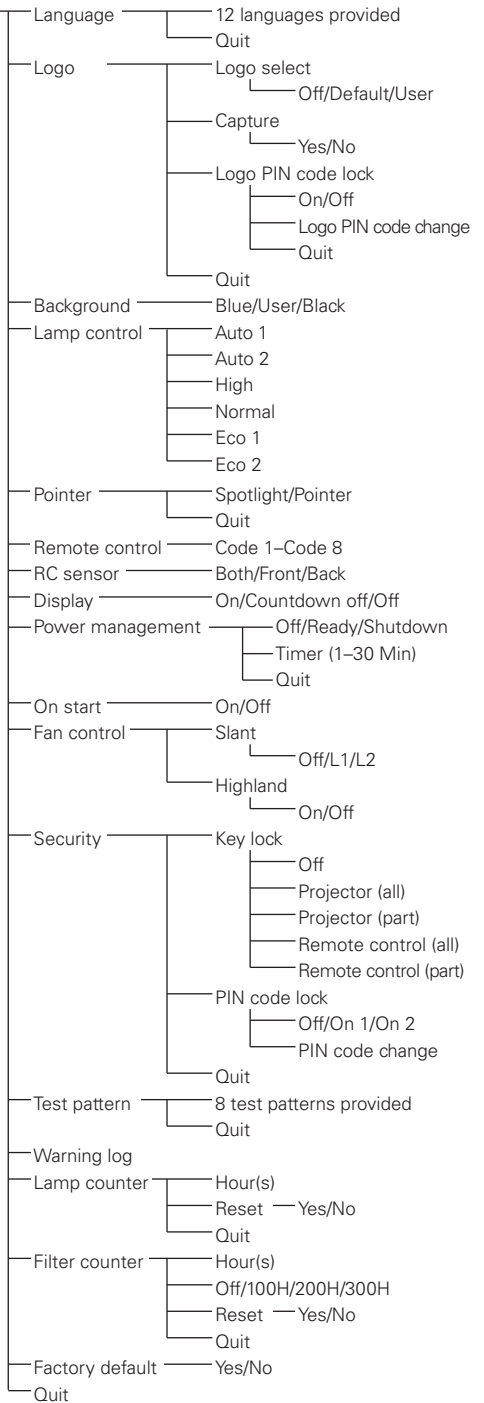 Language 12 languages provided
Quit
Logo Logo select
Off/Default/User
Capture
Yes/No
Logo PIN code lock
On/Off
Logo PIN code change
Quit
Quit
Background Blue/User/Black
Lamp control Auto 1
Auto 2
High
Normal
Eco 1
Eco 2
Pointer Spotlight/Pointer
Quit
Remote control Code 1–Code 8
RC sensor Both/Front/Back
Display On/Countdown off/Off
Power management Off/Ready/Shutdown
Timer (1–30 Min)
Quit
On start On/Off
Fan control Slant
Off/L1/L2
Highland
On/Off
Security Key lock
Off
Projector (all)
Projector (part)
Remote control (all)
Remote control (part)
PIN code lock
Off/On 1/On 2
PIN code change
Quit
Test pattern 8 test patterns provided
Quit
Warning log
Lamp counter Hour(s)
Reset Yes/No
Quit
Filter counter Hour(s)
Off/100H/200H/300H
Reset Yes/No
Quit
Factory default Yes/No
Quit